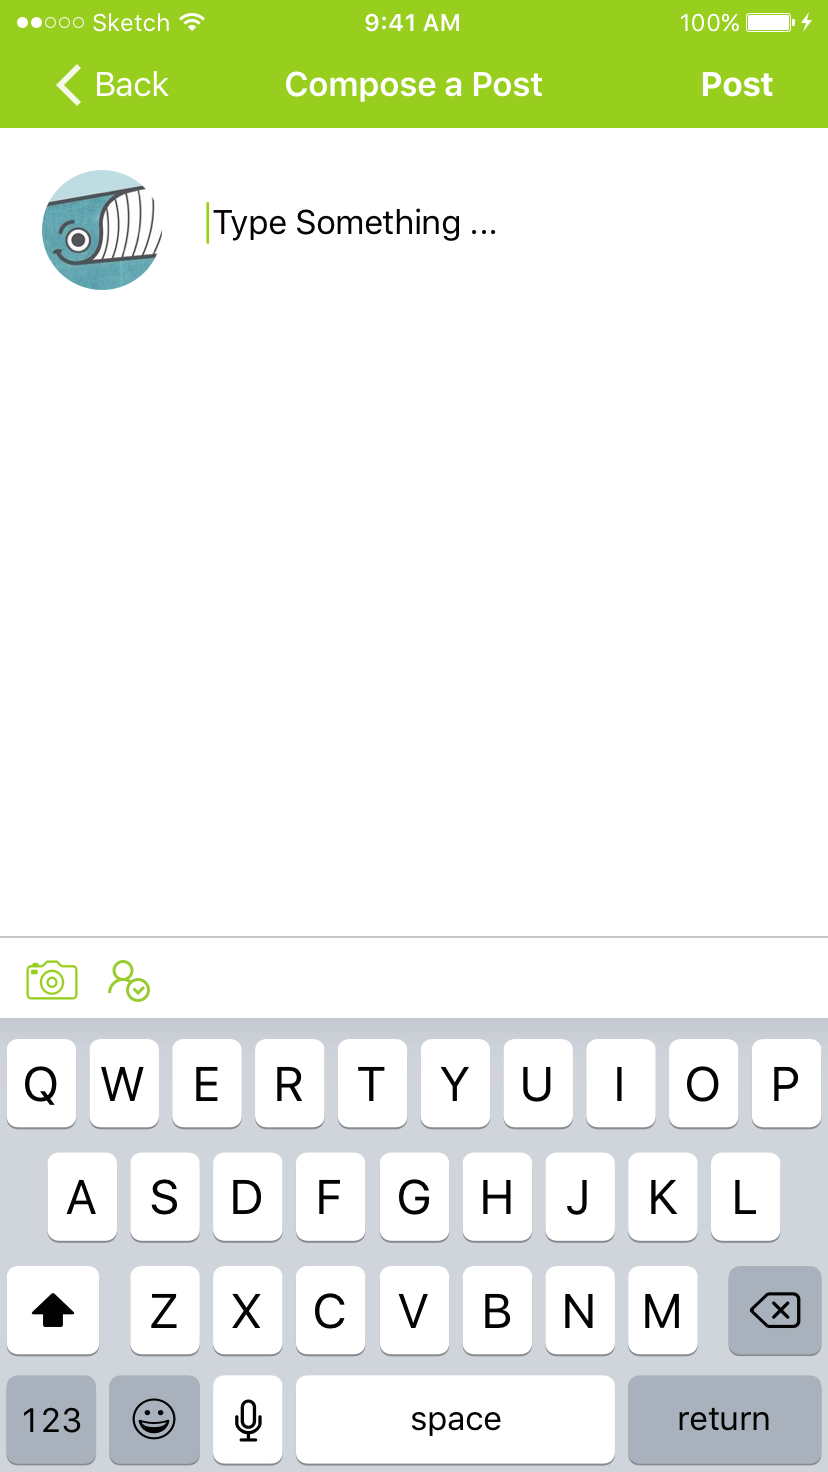 Sketch 9:41 AM 100%
Back Compose a Post Post
Type Something ...
Q W E R T Y U I O P
A S D F G H J K L
Z X C V B N M
123 space return